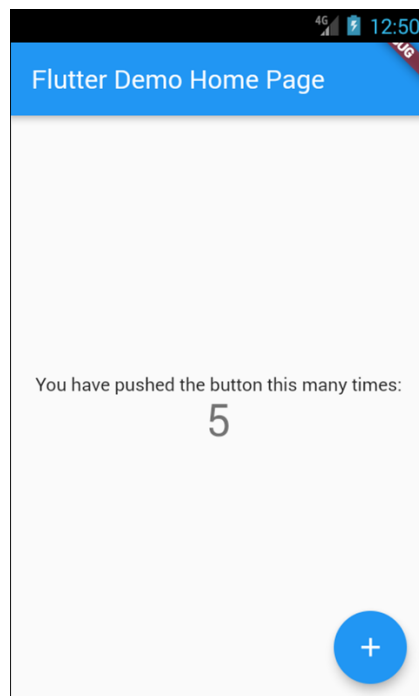 4G 12:50
Flutter Demo Home Page
You have pushed the button this many times:
5
+